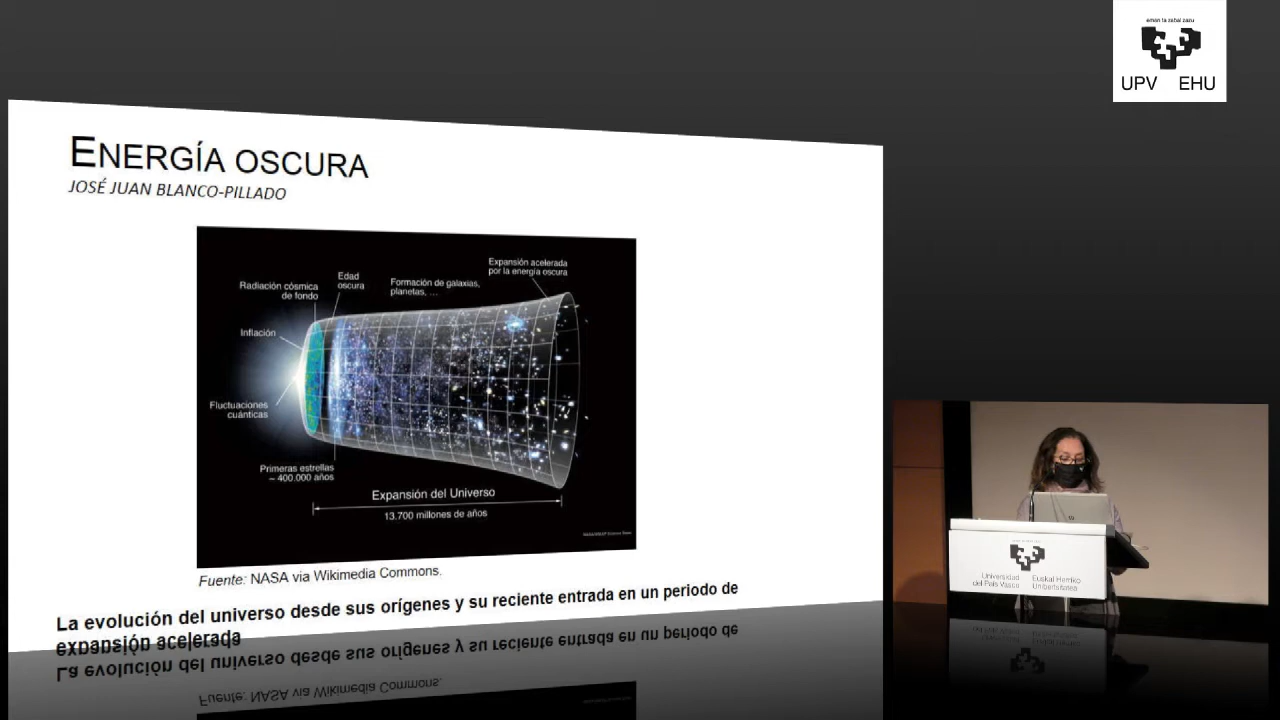 eman ta zabal zazu
UPV EHU
ENERGÍA OSCURA
JOSÉ JUAN BLANCO-PILLADO
Expansión acelerada
por la energía oscura
Edad
oscura
Formación de galaxias,
planetas, ...
Radiación cósmica
de fondo
Inflación
Fluctuaciones
cuánticas
Primeras estrellas
~ 400.000 años
Expansión del Universo
13.700 millones de años
Fuente: NASA via Wikimedia Commons.
La evolución del universo desde sus orígenes y su reciente entrada en un periodo de
expansión acelerada
Universidad
del País Vasco
Euskal Herriko
Unibertsitatea